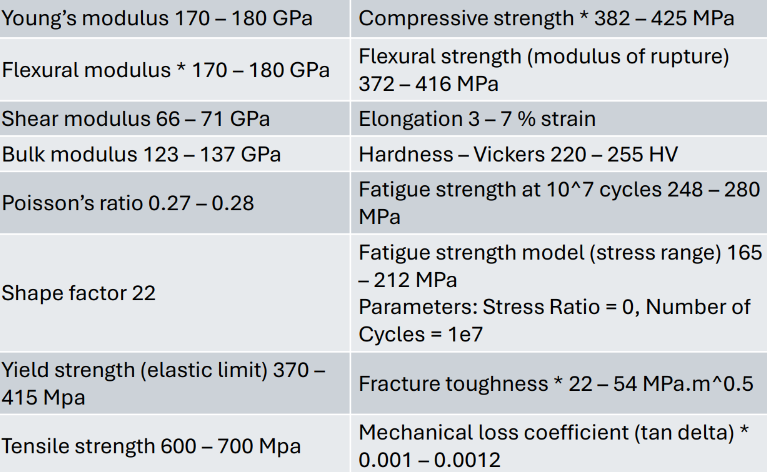 Young's modulus 170 – 180 GPa
Compressive strength * 382 – 425 MPa
Flexural modulus * 170 – 180 GPa
Flexural strength (modulus of rupture)
372 – 416 MPa
Shear modulus 66 – 71 GPa
Elongation 3 – 7 % strain
Bulk modulus 123 – 137 GPa
Hardness – Vickers 220 – 255 HV
Poisson's ratio 0.27 – 0.28
Fatigue strength at 10^7 cycles 248 – 280
MPa
Shape factor 22
Fatigue strength model (stress range) 165
– 212 MPa
Parameters: Stress Ratio = 0, Number of
Cycles = 1e7
Yield strength (elastic limit) 370 –
415 Mpa
Fracture toughness * 22 – 54 MPa.m^0.5
Tensile strength 600 – 700 Mpa
Mechanical loss coefficient (tan delta) *
0.001 – 0.0012